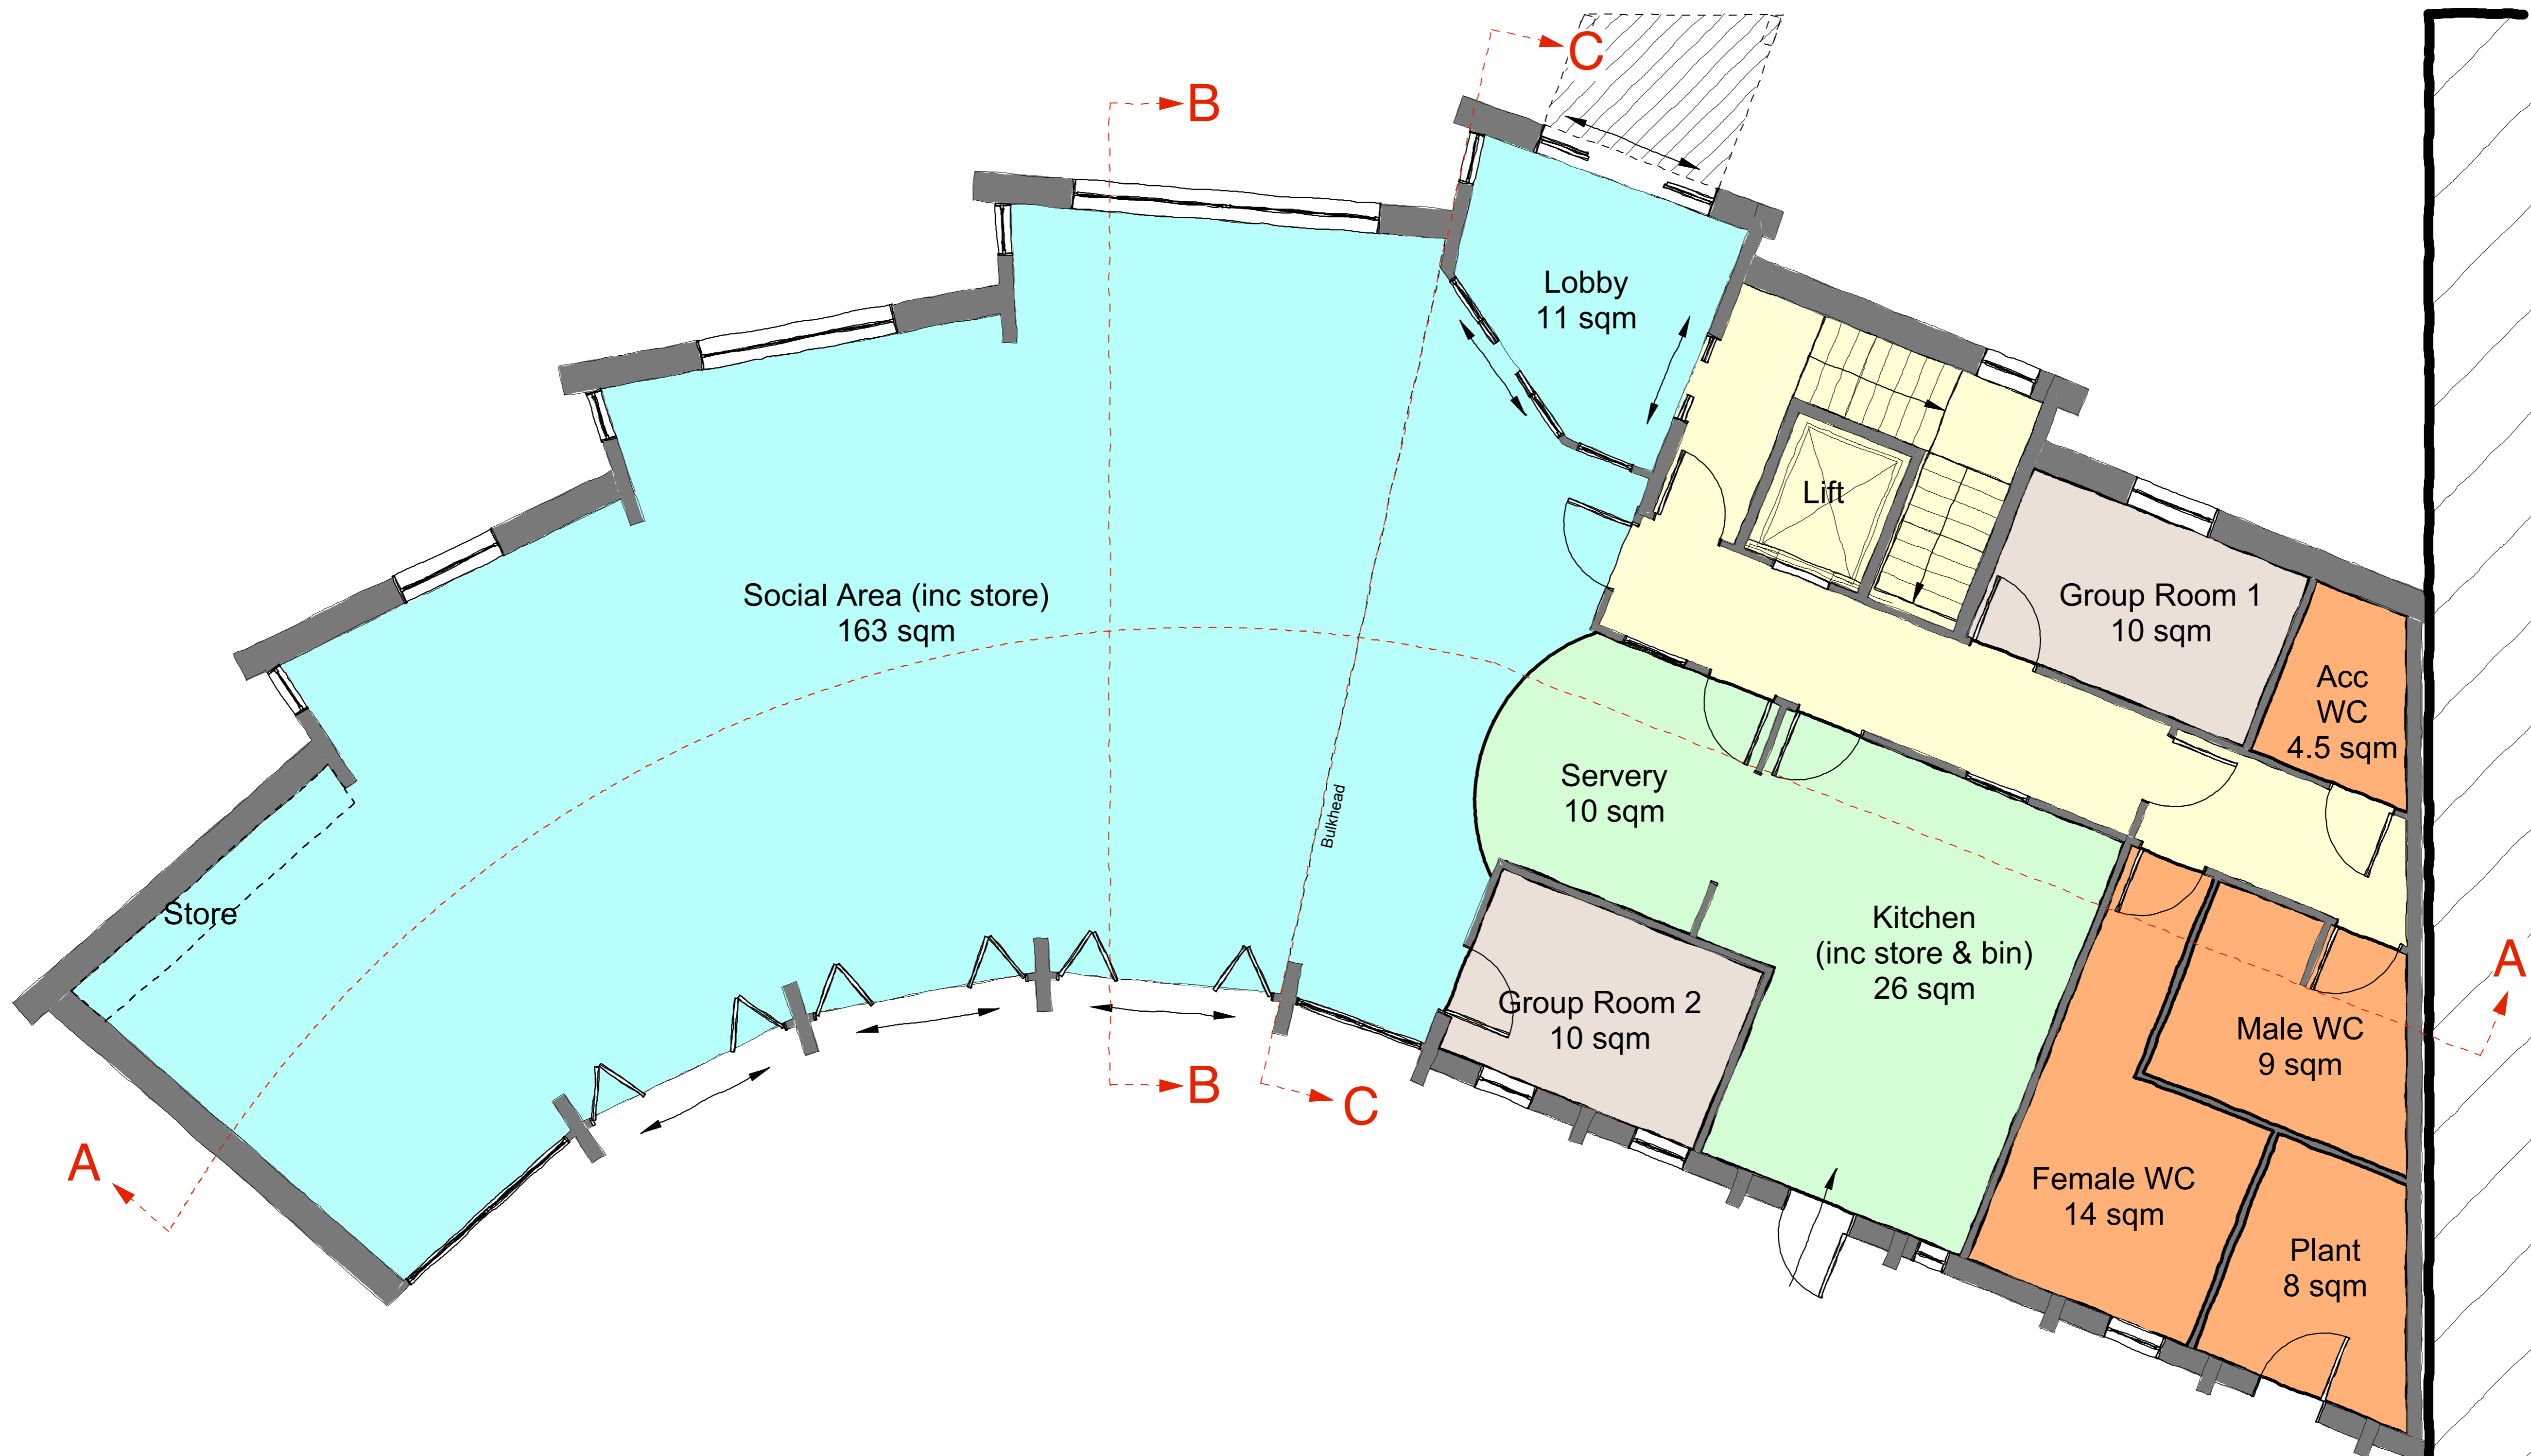 C
B
Lobby
11 sqm
Lift
Social Area (inc store)
163 sqm
Group Room 1
10 sqm
Acc
WC
4.5 sqm
Servery
10 sqm
Bulkhead
Store
Kitchen
(inc store & bin)
26 sqm
A
Group Room 2
10 sqm
Male WC
9 sqm
B
C
A
Female WC
14 sqm
Plant
8 sqm